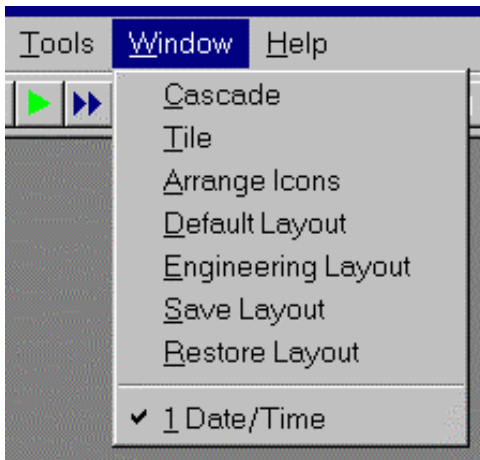 Tools Window Help
Cascade
Tile
Arrange Icons
Default Layout
Engineering Layout
Save Layout
Restore Layout
✓ 1 Date/Time